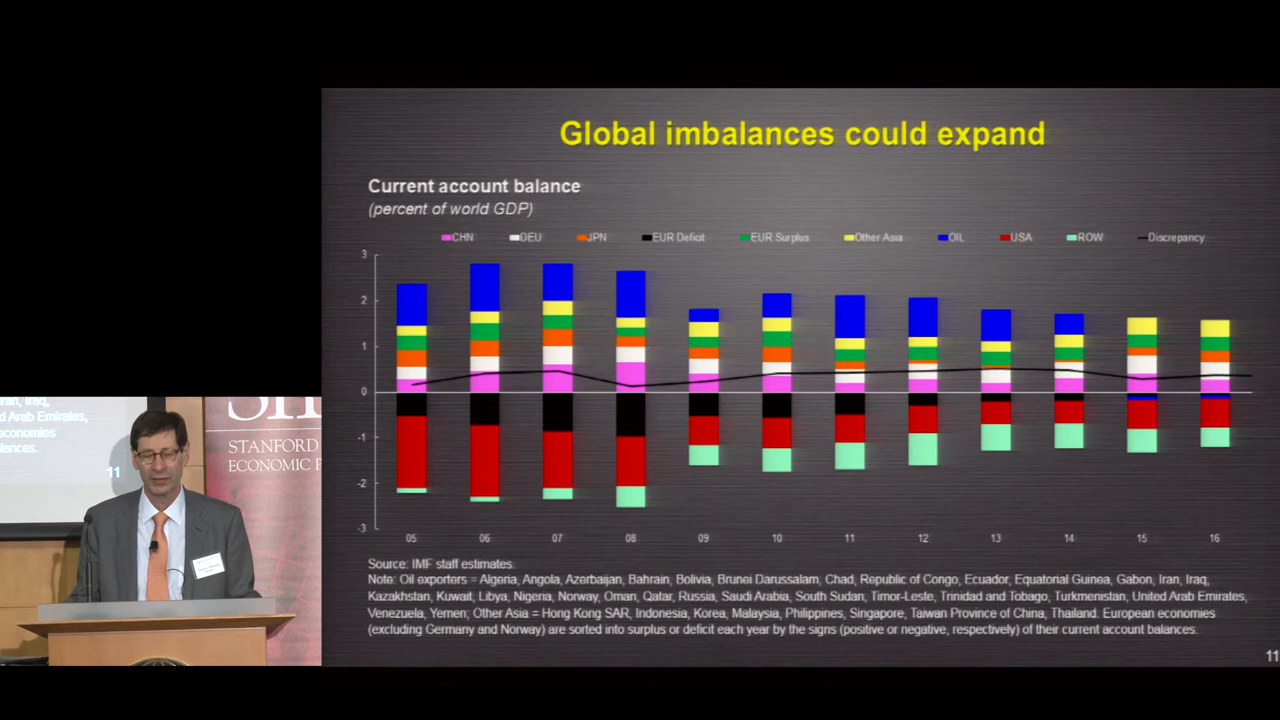 Global imbalances could expand
Current account balance
(percent of world GDP)
CHN DEU JPN EUR Deficit EUR Surplus Other Asia OIL USA ROW Discrepancy
3
2
1
0
-1
-2
-3
05 06 07 08 09 10 11 12 13 14 15 16
Source: IMF staff estimates.
Note: Oil exporters = Algeria, Angola, Azerbaijan, Bahrain, Bolivia, Brunei Darussalam, Chad, Republic of Congo, Ecuador, Equatorial Guinea, Gabon, Iran, Iraq,
Kazakhstan, Kuwait, Libya, Nigeria, Norway, Oman, Qatar, Russia, Saudi Arabia, South Sudan, Timor-Leste, Trinidad and Tobago, Turkmenistan, United Arab Emirates,
Venezuela, Yemen; Other Asia = Hong Kong SAR, Indonesia, Korea, Malaysia, Philippines, Singapore, Taiwan Province of China, Thailand. European economies
(excluding Germany and Norway) are sorted into surplus or deficit each year by the signs (positive or negative, respectively) of their current account balances.
11
Iraq,
Arab Emirates,
economies
11
STANFORD
ECONOMIC